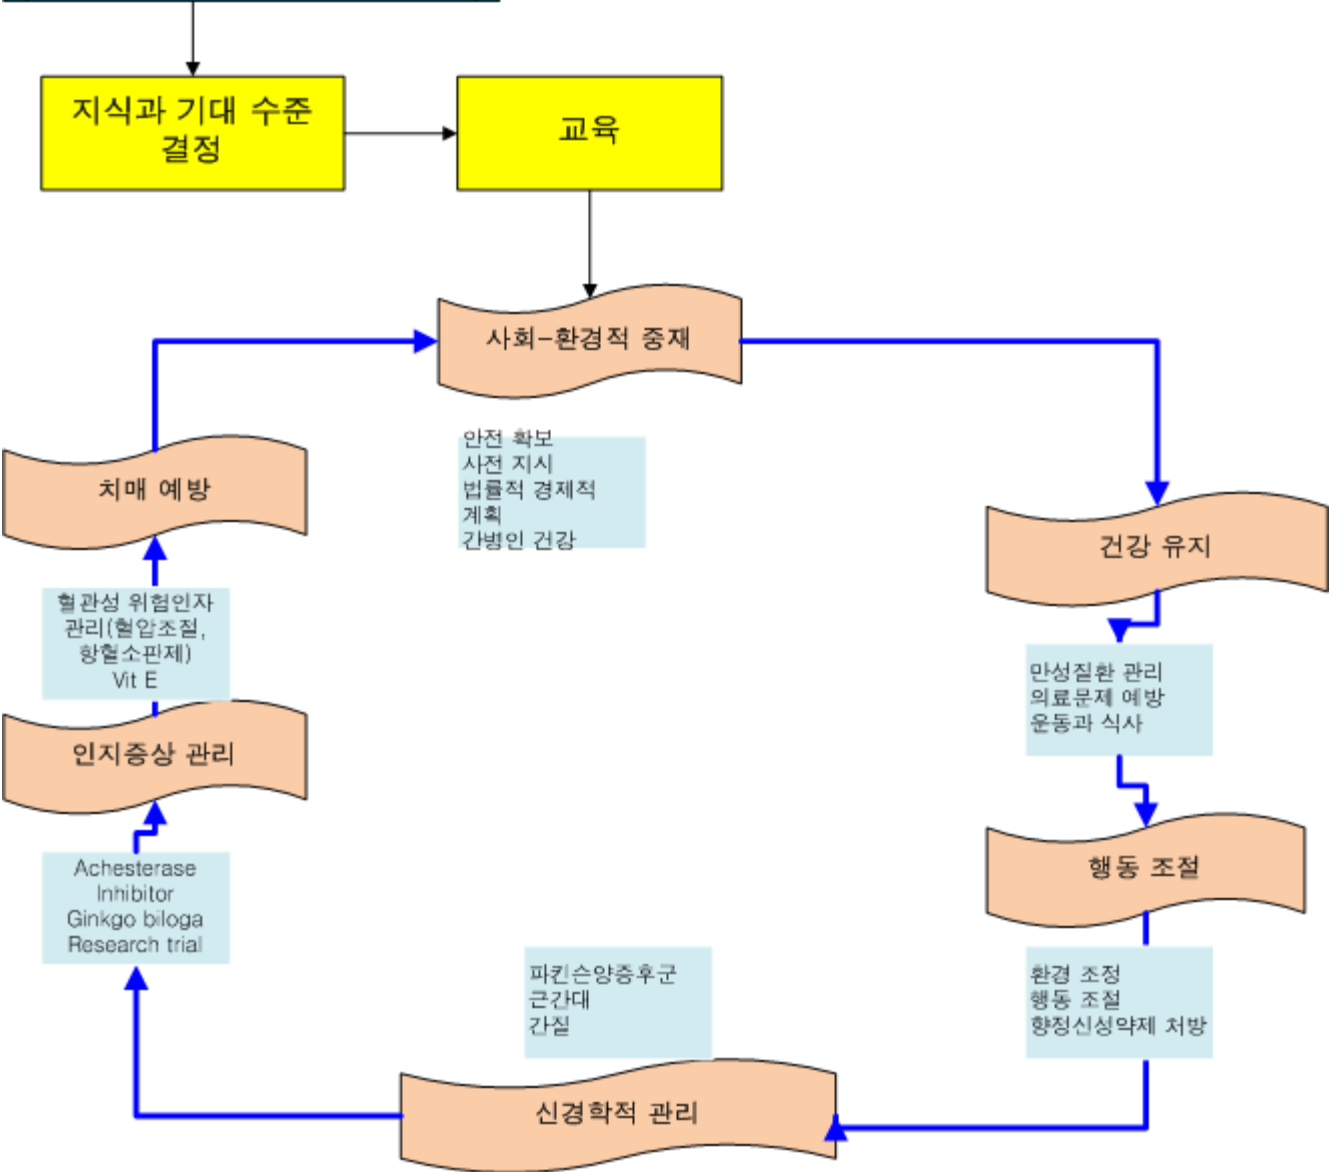 지식과 기대 수준
결정
교육
사회-환경적 중재
안전 확보
사전 지시
법률적 경제적
계획
간병인 건강
건강 유지
만성질환 관리
의료문제 예방
운동과 식사
행동 조절
환경 조정
행동 조절
향정신성약제 처방
신경학적 관리
파킨슨양증후군
근간대
간질
Achesterase
Inhibitor
Ginkgo biloga
Research trial
인지증상 관리
혈관성 위험인자
관리(혈압조절,
항혈소판제)
Vit E
치매 예방